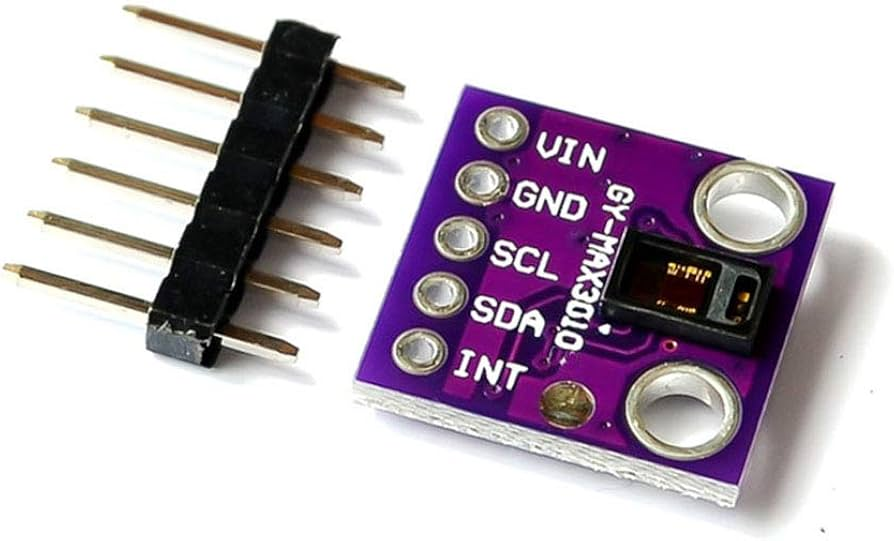 VIN
GND
SCL
SDA
INT
GY-MAX3010